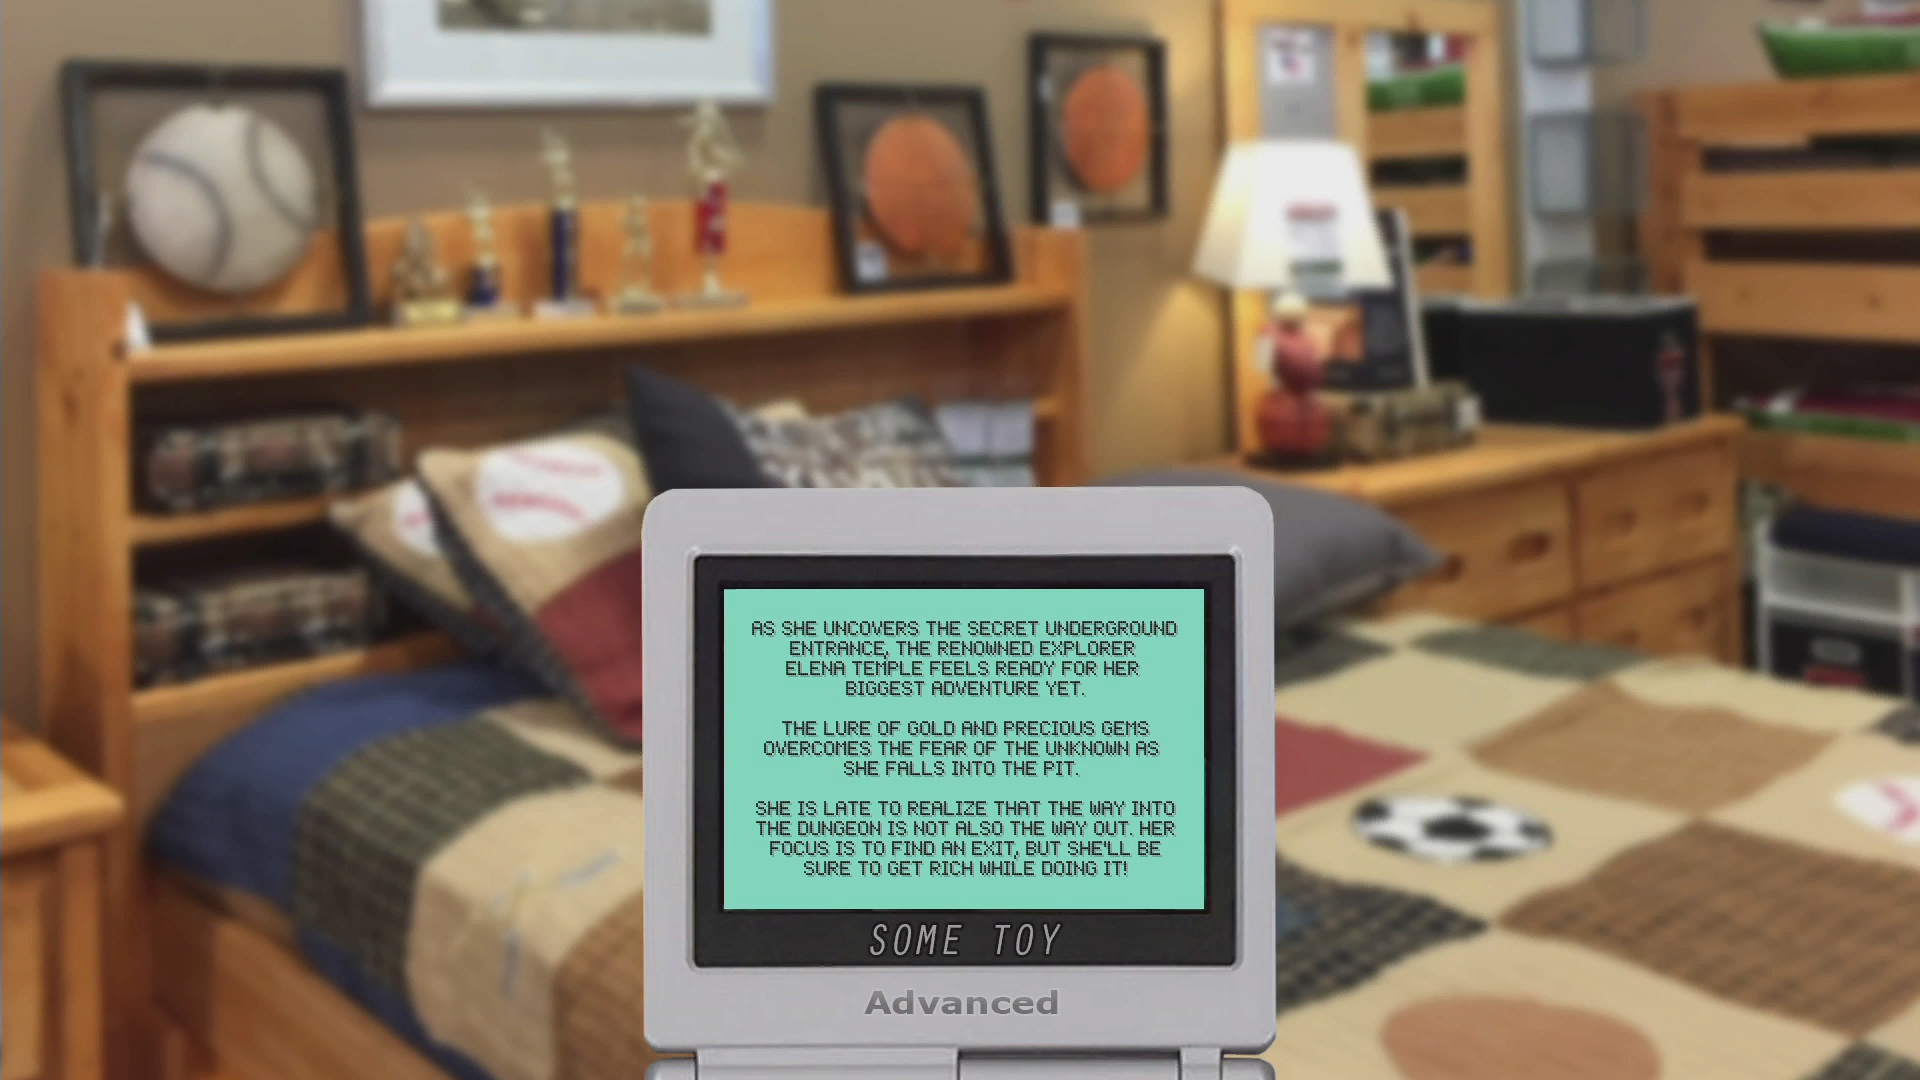 AS SHE UNCOVERS THE SECRET UNDERGROUND
ENTRANCE, THE RENOWNED EXPLORER
ELENA TEMPLE FEELS READY FOR HER
BIGGEST ADVENTURE YET.
THE LURE OF GOLD AND PRECIOUS GEMS
OVERCOMES THE FEAR OF THE UNKNOWN AS
SHE FALLS INTO THE PIT.
SHE IS LATE TO REALIZE THAT THE WAY INTO
THE DUNGEON IS NOT ALSO THE WAY OUT. HER
FOCUS IS TO FIND AN EXIT, BUT SHE'LL BE
SURE TO GET RICH WHILE DOING IT!
SOME TOY
Advanced